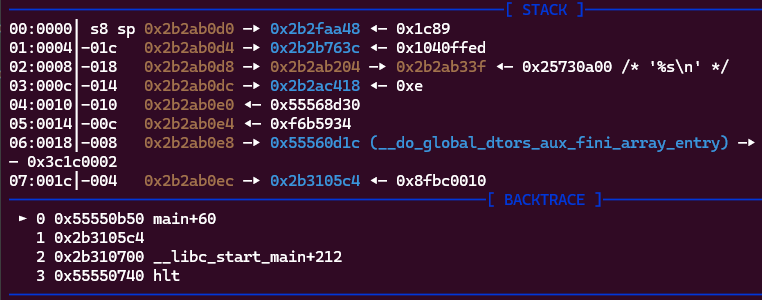 [ STACK ]
00:0000│ s8 sp 0x2b2ab0d0 —▸ 0x2b2faa48 ◂— 0x1c89
01:0004│-01c 0x2b2ab0d4 —▸ 0x2b2b763c ◂— 0x1040ffed
02:0008│-018 0x2b2ab0d8 —▸ 0x2b2ab204 —▸ 0x2b2ab33f ◂— 0x25730a00 /* '%s\n' */
03:000c│-014 0x2b2ab0dc —▸ 0x2b2ac418 ◂— 0xe
04:0010│-010 0x2b2ab0e0 ◂— 0x55568d30
05:0014│-00c 0x2b2ab0e4 ◂— 0xf6b5934
06:0018│-008 0x2b2ab0e8 —▸ 0x55560d1c (__do_global_dtors_aux_fini_array_entry) —▸
— 0x3c1c0002
07:001c│-004 0x2b2ab0ec —▸ 0x2b3105c4 ◂— 0x8fbc0010
[ BACKTRACE ]
► 0 0x55550b50 main+60
1 0x2b3105c4
2 0x2b310700 __libc_start_main+212
3 0x55550740 hlt